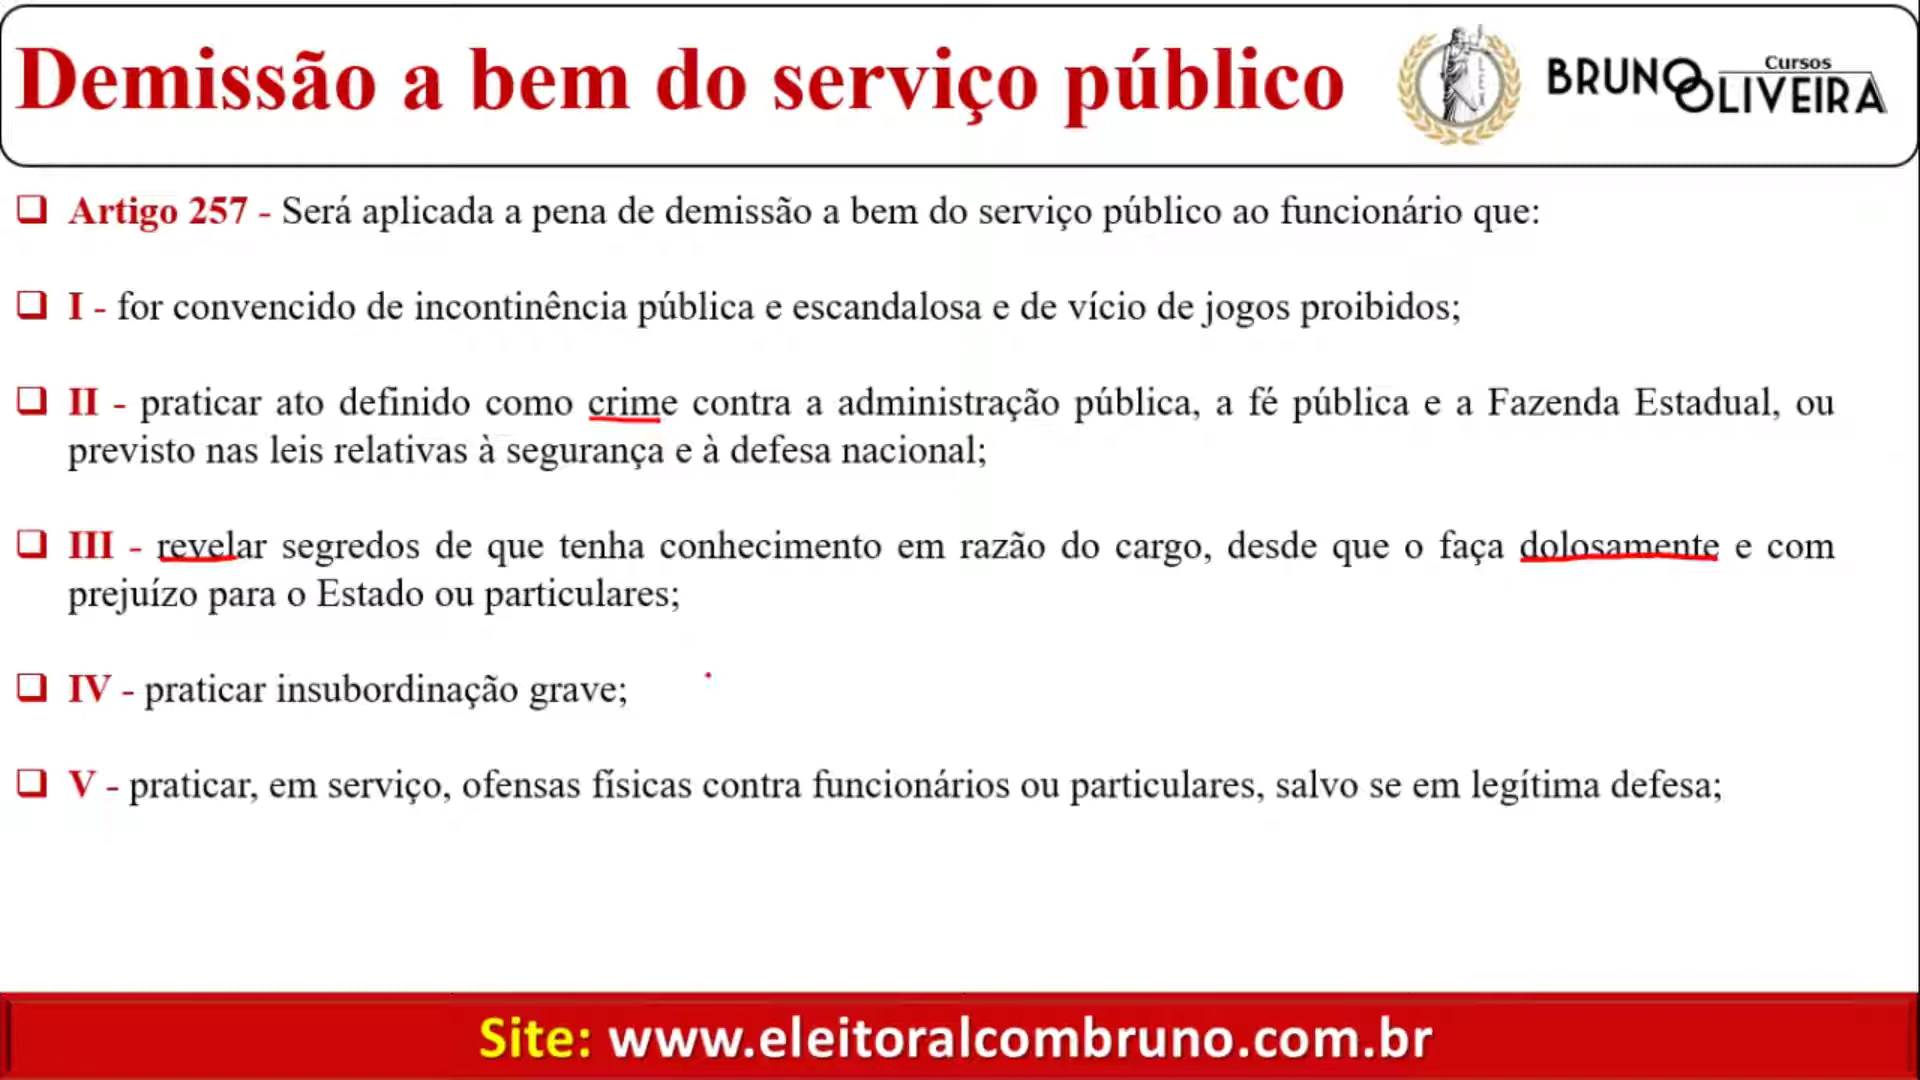 Demissão a bem do serviço público
Cursos
BRUNO OLIVEIRA
Artigo 257 - Será aplicada a pena de demissão a bem do serviço público ao funcionário que:
I - for convencido de incontinência pública e escandalosa e de vício de jogos proibidos;
II - praticar ato definido como crime contra a administração pública, a fé pública e a Fazenda Estadual, ou
previsto nas leis relativas à segurança e à defesa nacional;
III - revelar segredos de que tenha conhecimento em razão do cargo, desde que o faça dolosamente e com
prejuízo para o Estado ou particulares;
IV - praticar insubordinação grave;
V - praticar, em serviço, ofensas físicas contra funcionários ou particulares, salvo se em legítima defesa;
Site: www.eleitoralcombruno.com.br